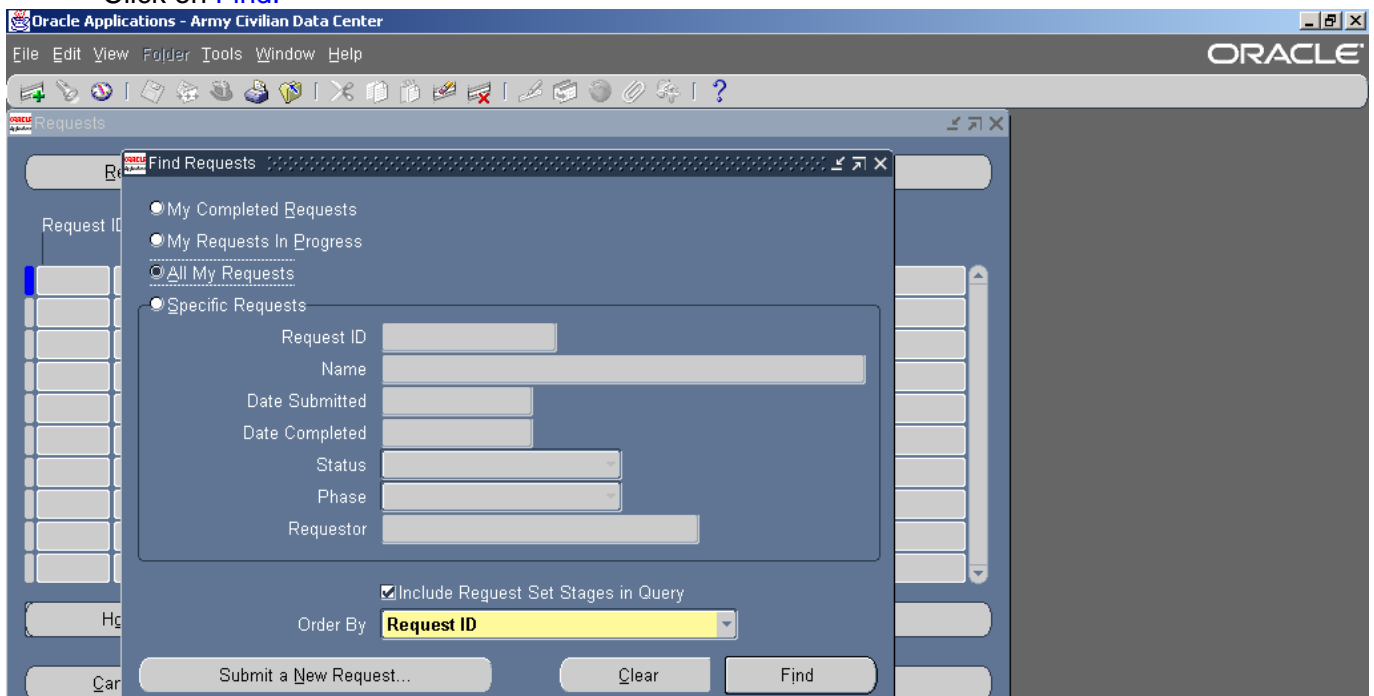 Click on Find.
Oracle Applications - Army Civilian Data Center
File Edit View Folder Tools Window Help
ORACLE
Requests
Find Requests
My Completed Requests
Request ID
My Requests In Progress
All My Requests
Specific Requests
Request ID
Name
Date Submitted
Date Completed
Status
Phase
Requestor
Include Request Set Stages in Query
Order By Request ID
Submit a New Request... Clear Find